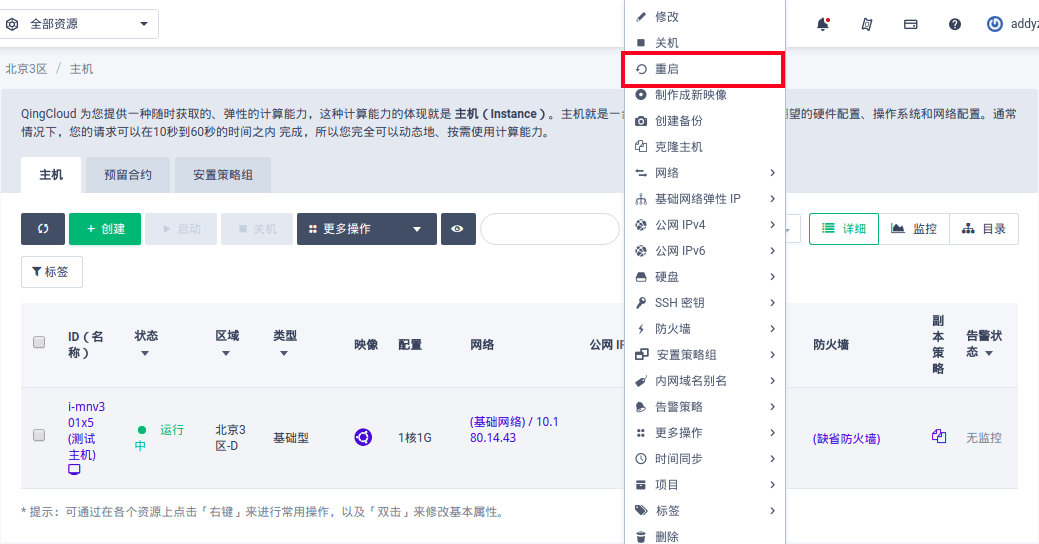 全部资源
addyz
北京3区 / 主机
QingCloud 为您提供一种随时获取的、弹性的计算能力，这种计算能力的体现就是 主机（Instance）。主机就是一
望的硬件配置、操作系统和网络配置。通常
情况下，您的请求可以在10秒到60秒的时间之内 完成，所以您完全可以动态地、按需使用计算能力。
主机
预留合约
安置策略组
+ 创建
启动
关机
更多操作
详细
监控
目录
标签
ID（名称）
状态
区域
类型
映像
配置
网络
公网 IP
防火墙
副本策略
告警状态
i-mnv301x5
(测试主机)
运行中
北京3区-D
基础型
1核1G
(基础网络) / 10.180.14.43
(缺省防火墙)
无监控
* 提示：可通过在各个资源上点击「右键」来进行常用操作，以及「双击」来修改基本属性。
修改
关机
重启
制作成新映像
创建备份
克隆主机
网络
基础网络弹性 IP
公网 IPv4
公网 IPv6
硬盘
SSH 密钥
防火墙
安置策略组
内网域名别名
告警策略
更多操作
时间同步
项目
标签
删除